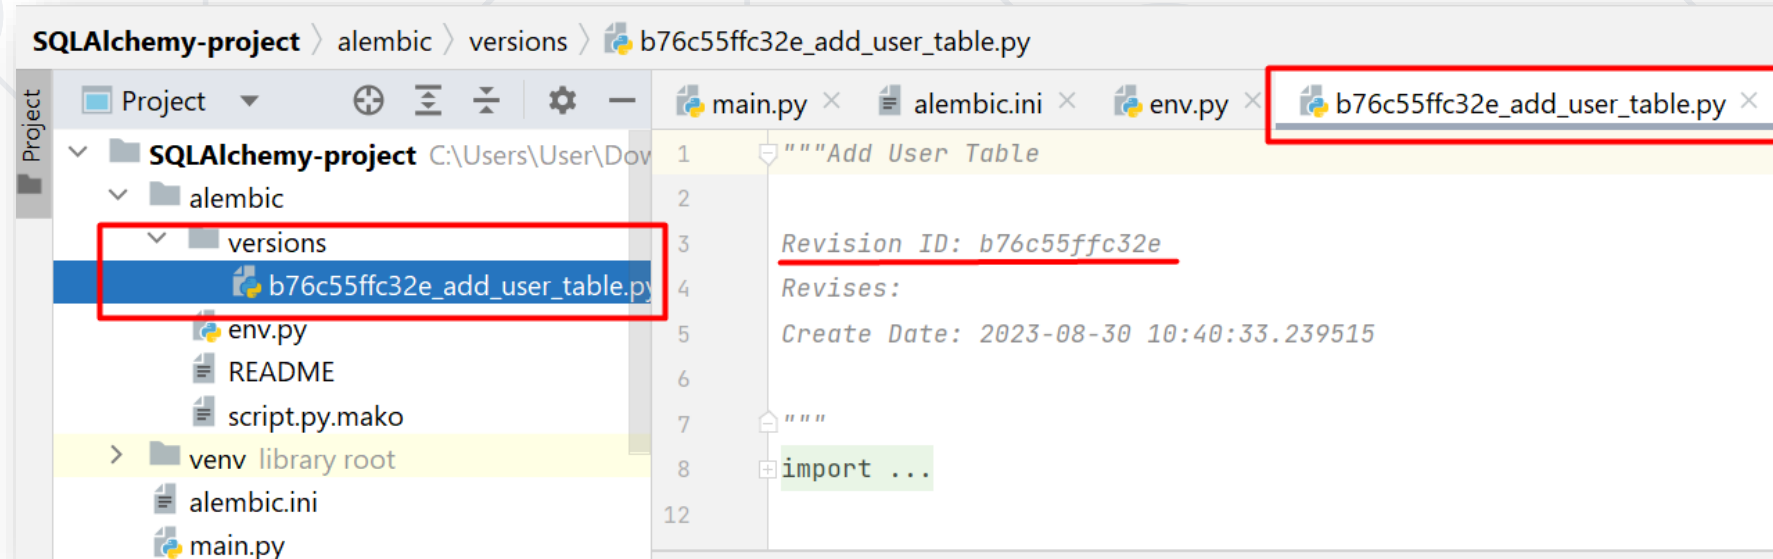 SQLAlchemy-project > alembic > versions > b76c55ffc32e_add_user_table.py
Project
Project
main.py
alembic.ini
env.py
b76c55ffc32e_add_user_table.py
SQLAlchemy-project C:\Users\User\Dow
alembic
versions
b76c55ffc32e_add_user_table.py
env.py
README
script.py.mako
venv library root
alembic.ini
main.py
1 """Add User Table
2
3 Revision ID: b76c55ffc32e
4 Revises:
5 Create Date: 2023-08-30 10:40:33.239515
6
7 """
8 import ...
12